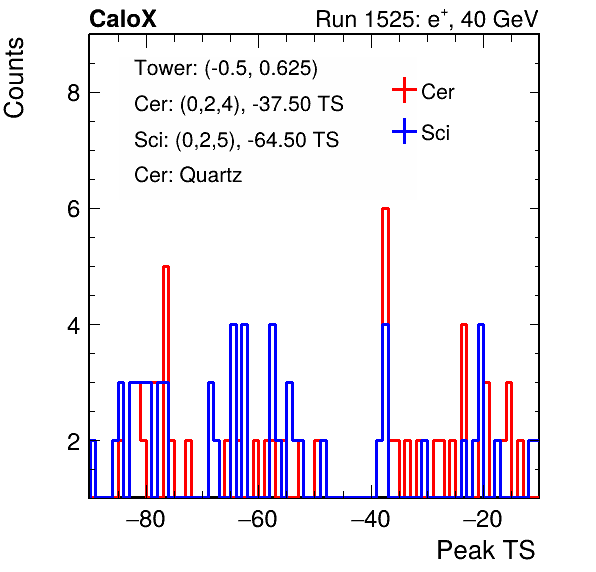 CaloX Run 1525: e⁺, 40 GeV
Counts
Tower: (-0.5, 0.625)
Cer: (0,2,4), -37.50 TS
Sci: (0,2,5), -64.50 TS
Cer: Quartz
Cer
Sci
8
6
4
2
−80 −60 −40 −20
Peak TS